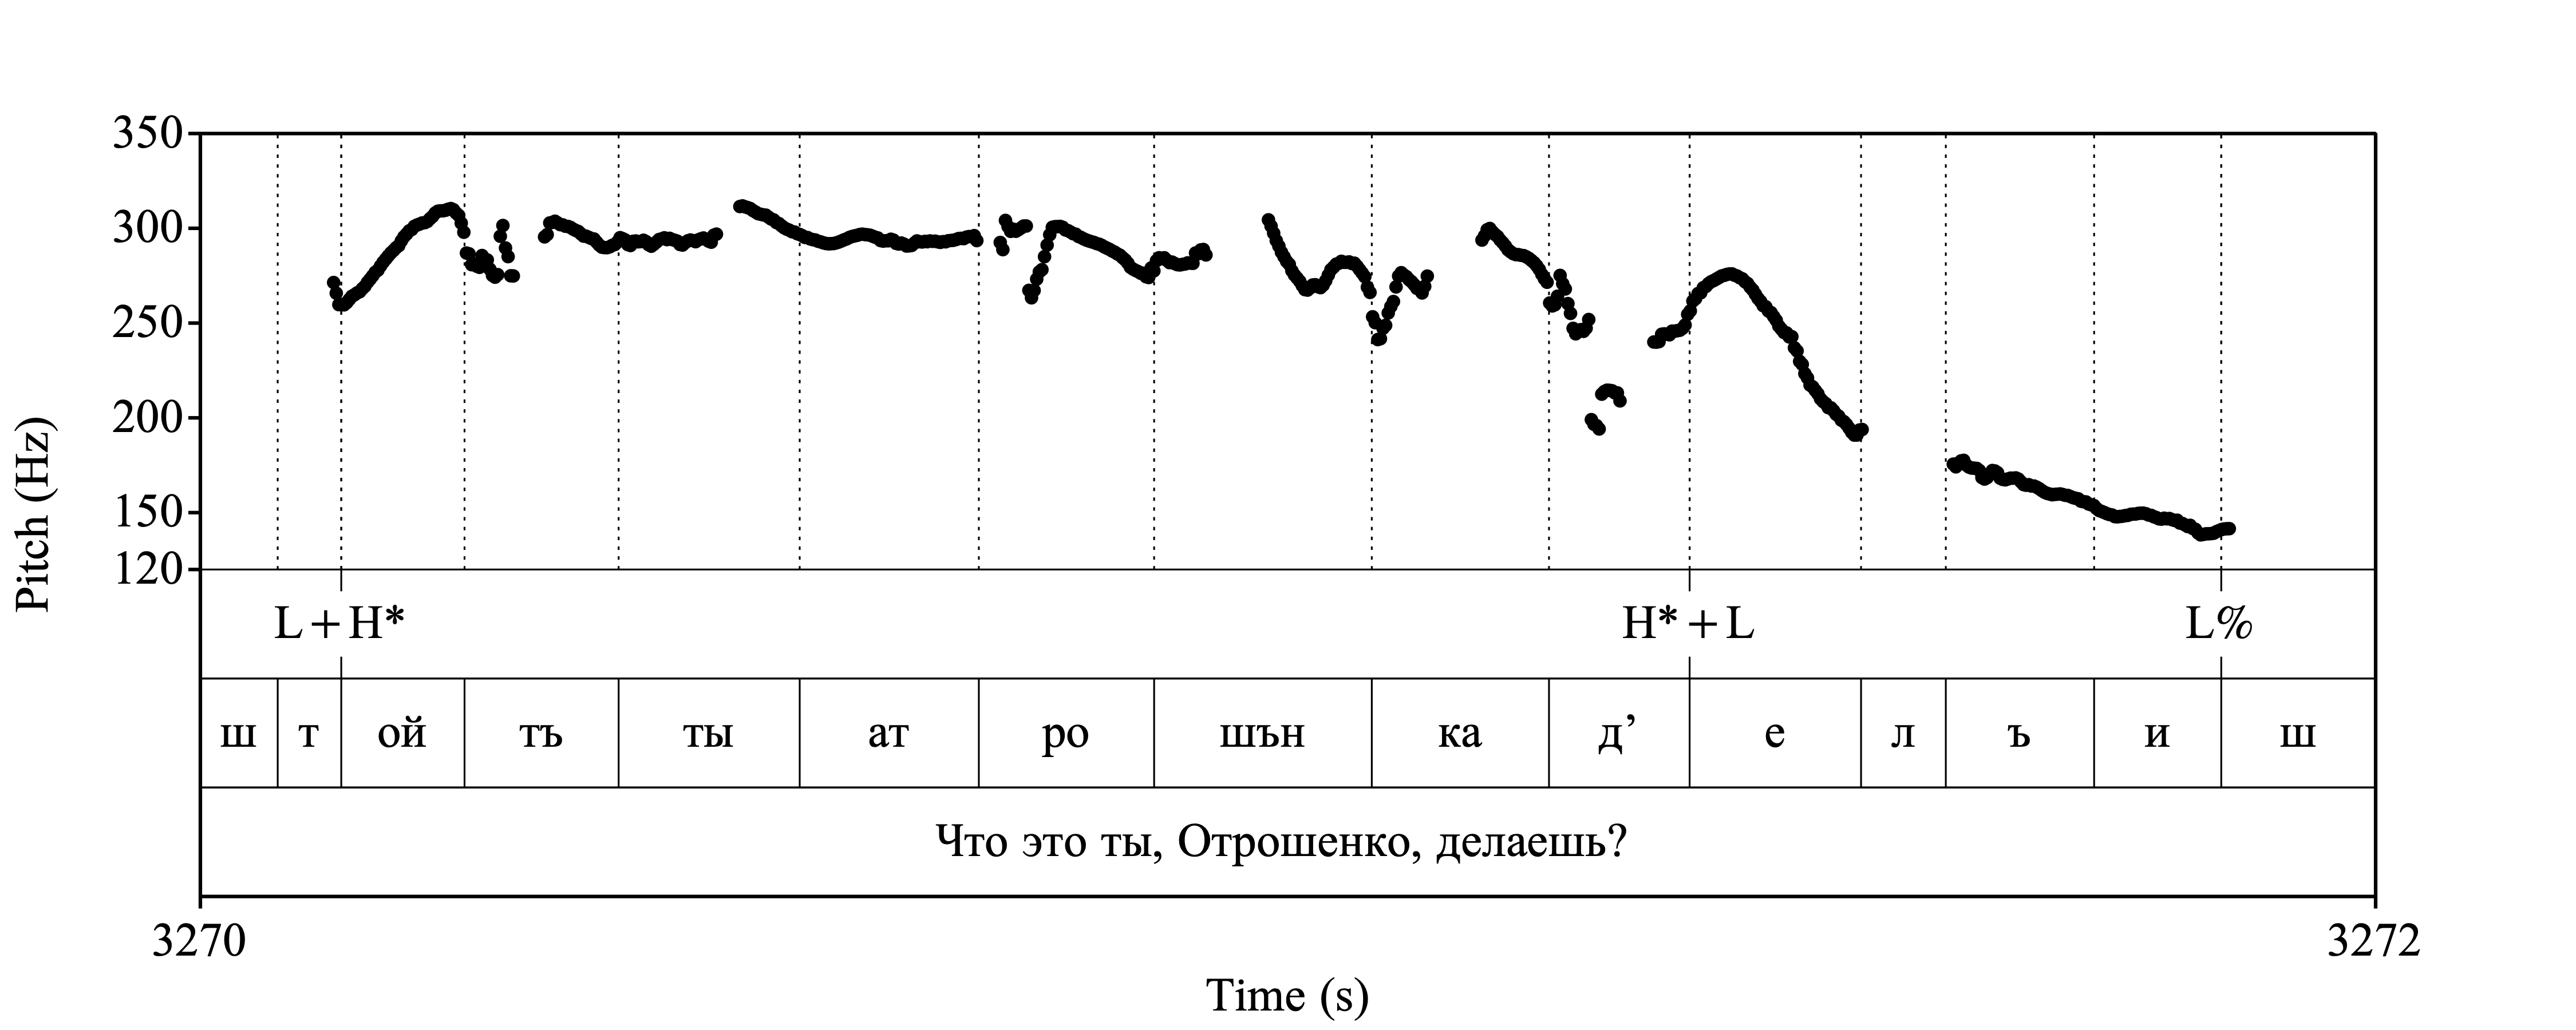 350
300
250
200
150
120
Pitch (Hz)
L+H* H*+L L%
ш т ой тъ ты ат ро шън ка д’ е л ъ и ш
Что это ты, Отрошенко, делаешь?
3270 3272
Time (s)